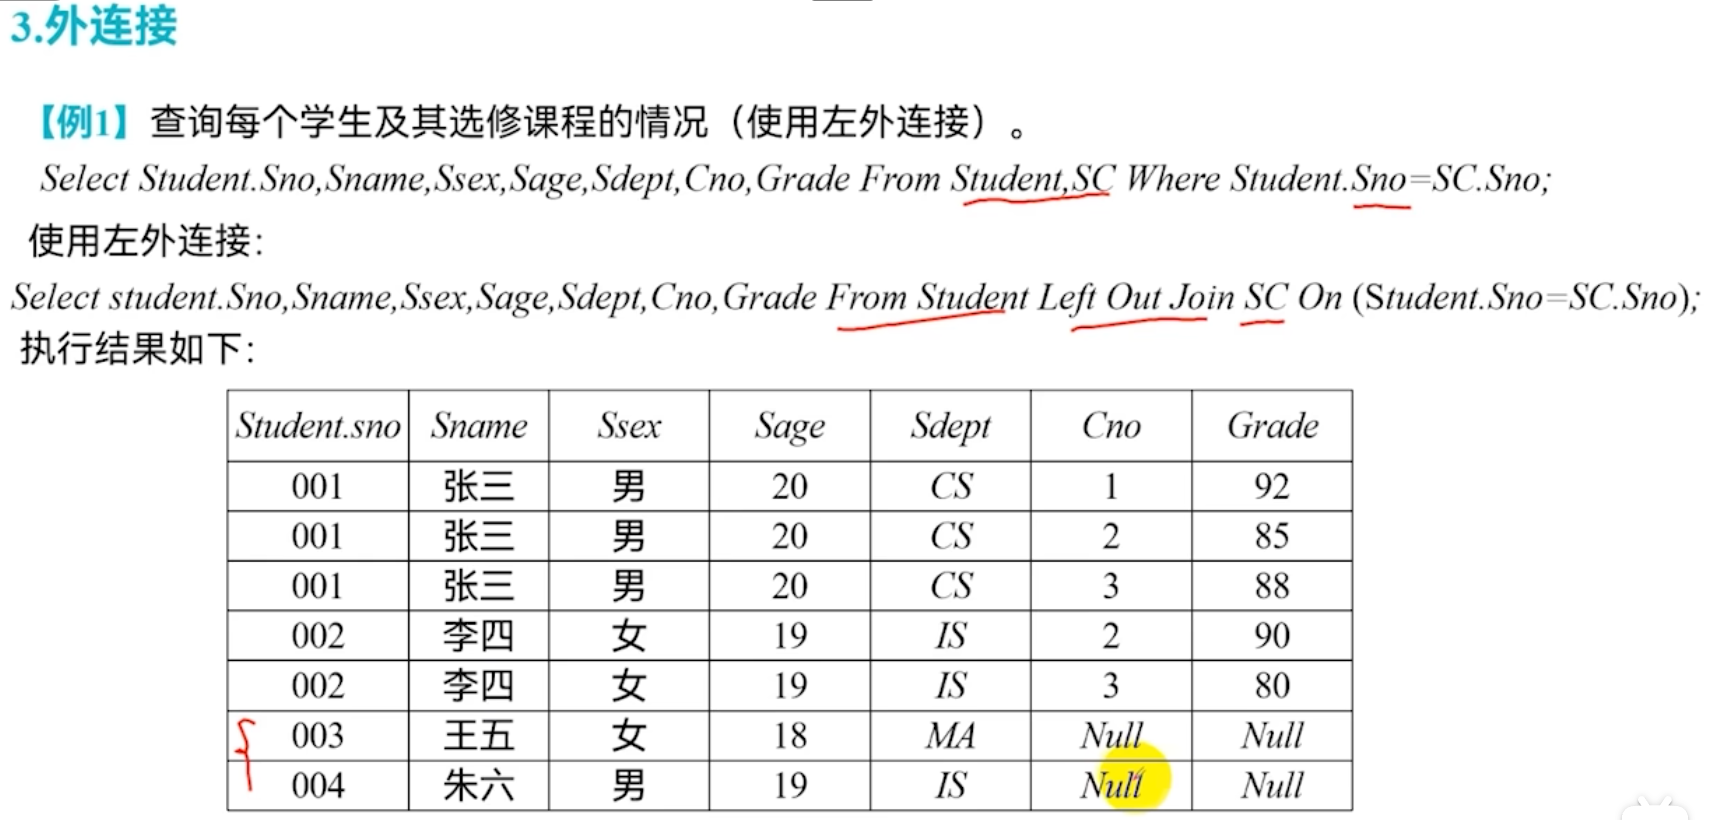 3.外连接
【例1】查询每个学生及其选修课程的情况（使用左外连接）。
Select Student.Sno,Sname,Ssex,Sage,Sdept,Cno,Grade From Student,SC Where Student.Sno=SC.Sno;
使用左外连接：
Select student.Sno,Sname,Ssex,Sage,Sdept,Cno,Grade From Student Left Out Join SC On (Student.Sno=SC.Sno);
执行结果如下：
Student.sno Sname Ssex Sage Sdept Cno Grade
001 张三 男 20 CS 1 92
001 张三 男 20 CS 2 85
001 张三 男 20 CS 3 88
002 李四 女 19 IS 2 90
002 李四 女 19 IS 3 80
003 王五 女 18 MA Null Null
004 朱六 男 19 IS Null Null